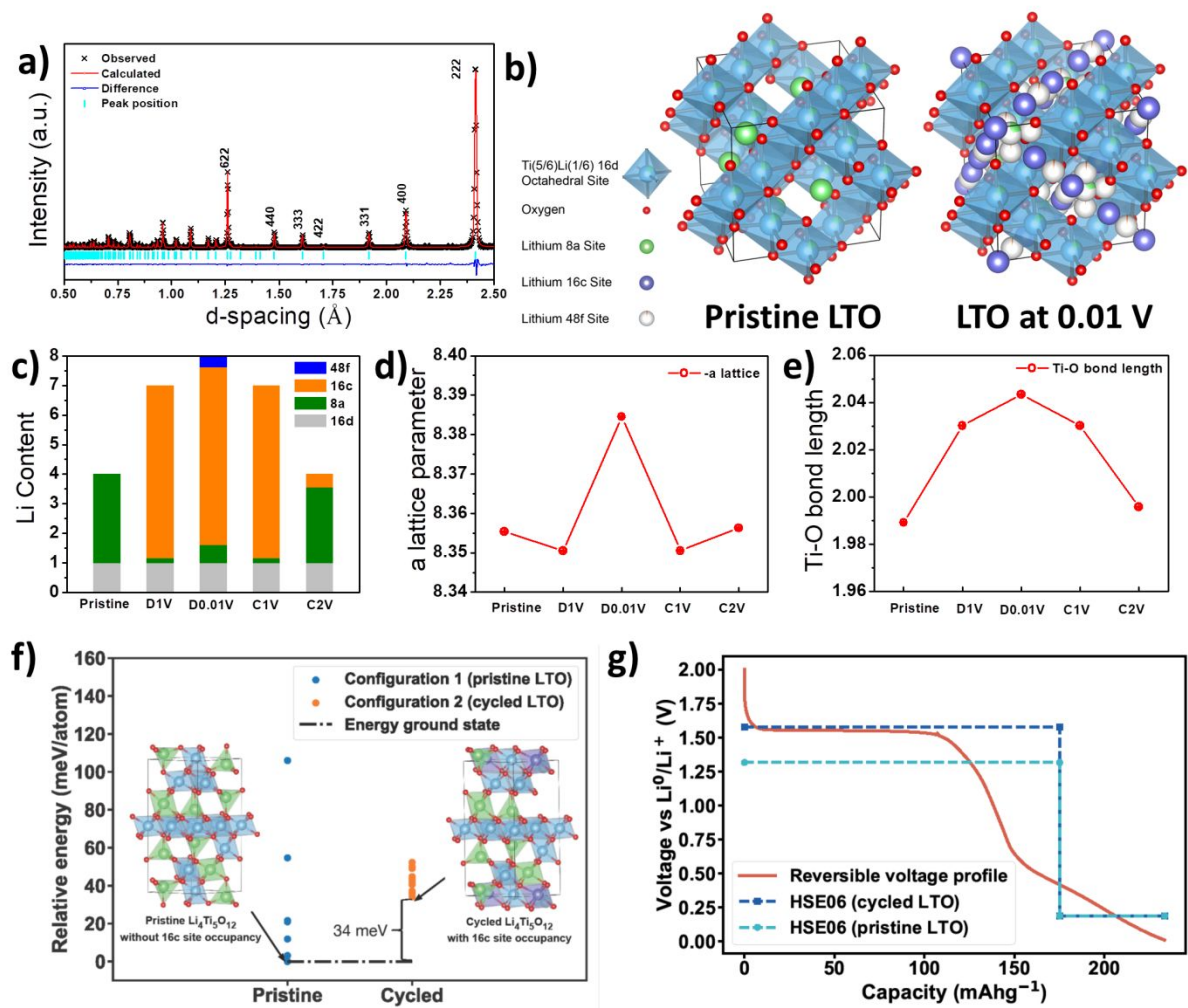 a)
Observed
Calculated
Difference
Peak position
222
622
440
333
422
331
400
Intensity (a.u.)
0.50 0.75 1.00 1.25 1.50 1.75 2.00 2.25 2.50
d-spacing (Å)
b)
Ti(5/6)Li(1/6) 16d
Octahedral Site
Oxygen
Lithium 8a Site
Lithium 16c Site
Lithium 48f Site
Pristine LTO
LTO at 0.01 V
c)
48f
16c
8a
16d
Li Content
8
7
6
5
4
3
2
1
0
Pristine D1V D0.01V C1V C2V
d)
-a lattice
a lattice parameter
8.40
8.39
8.38
8.37
8.36
8.35
8.34
Pristine D1V D0.01V C1V C2V
e)
Ti-O bond length
Ti-O bond length
2.06
2.04
2.02
2.00
1.98
1.96
Pristine D1V D0.01V C1V C2V
f)
Configuration 1 (pristine LTO)
Configuration 2 (cycled LTO)
Energy ground state
Relative energy (meV/atom)
160
140
120
100
80
60
40
20
0
Pristine Li₄Ti₅O₁₂
without 16c site occupancy
34 meV
Cycled Li₄Ti₅O₁₂
with 16c site occupancy
Pristine Cycled
g)
Voltage vs Li⁰/Li⁺ (V)
2.00
1.75
1.50
1.25
1.00
0.75
0.50
0.25
0.00
Reversible voltage profile
HSE06 (cycled LTO)
HSE06 (pristine LTO)
0 50 100 150 200
Capacity (mAhg⁻¹)